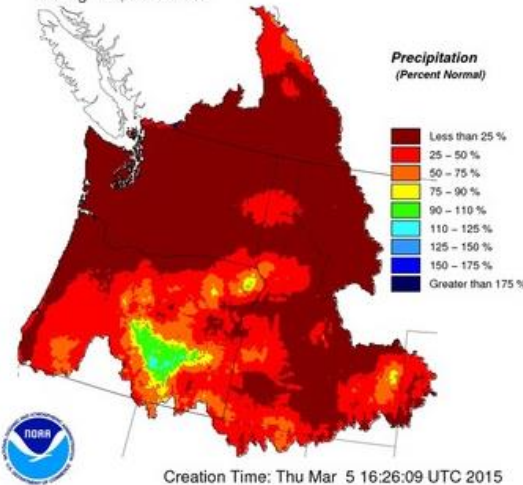 Precipitation
(Percent Normal)
Less than 25 %
25 – 50 %
50 – 75 %
75 – 90 %
90 – 110 %
110 – 125 %
125 – 150 %
150 – 175 %
Greater than 175 %
NOAA
Creation Time: Thu Mar 5 16:26:09 UTC 2015